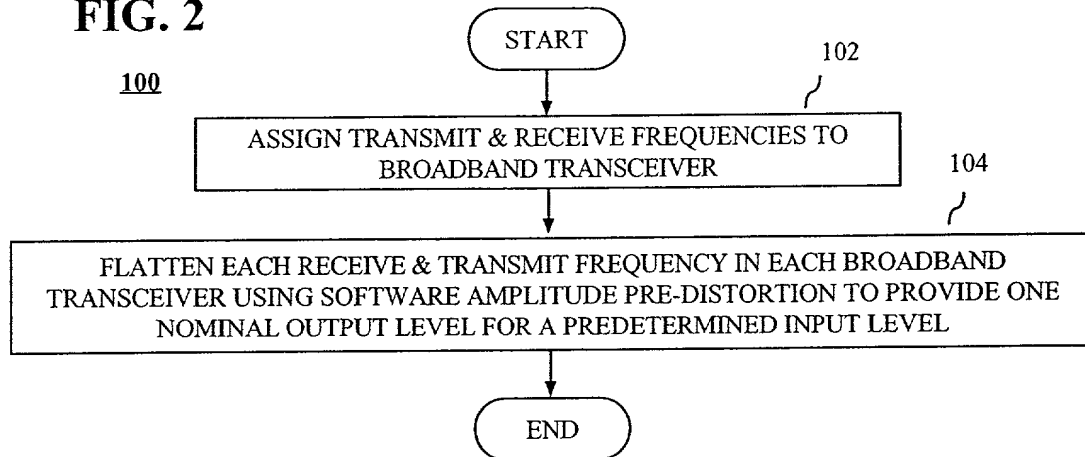 FIG. 2
START
100
102
ASSIGN TRANSMIT & RECEIVE FREQUENCIES TO
BROADBAND TRANSCEIVER
104
FLATTEN EACH RECEIVE & TRANSMIT FREQUENCY IN EACH BROADBAND
TRANSCEIVER USING SOFTWARE AMPLITUDE PRE-DISTORTION TO PROVIDE ONE
NOMINAL OUTPUT LEVEL FOR A PREDETERMINED INPUT LEVEL
END